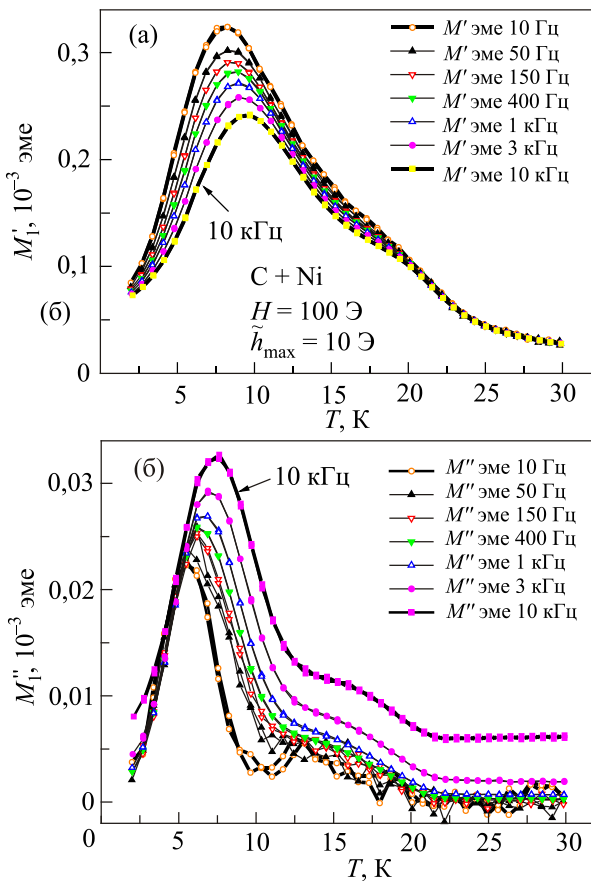 (а)
M′ эме 10 Гц
M′ эме 50 Гц
M′ эме 150 Гц
M′ эме 400 Гц
M′ эме 1 кГц
M′ эме 3 кГц
M′ эме 10 кГц
0,3
0,2
0,1
0
M₁′, 10⁻³ эме
10 кГц
C + Ni
H = 100 Э
h̃max = 10 Э
(б)
5 10 15 20 25 30
T, К
(б)
M″ эме 10 Гц
M″ эме 50 Гц
M″ эме 150 Гц
M″ эме 400 Гц
M″ эме 1 кГц
M″ эме 3 кГц
M″ эме 10 кГц
10 кГц
0,03
0,02
0,01
0
M₁″, 10⁻³ эме
0 5 10 15 20 25 30
T, К